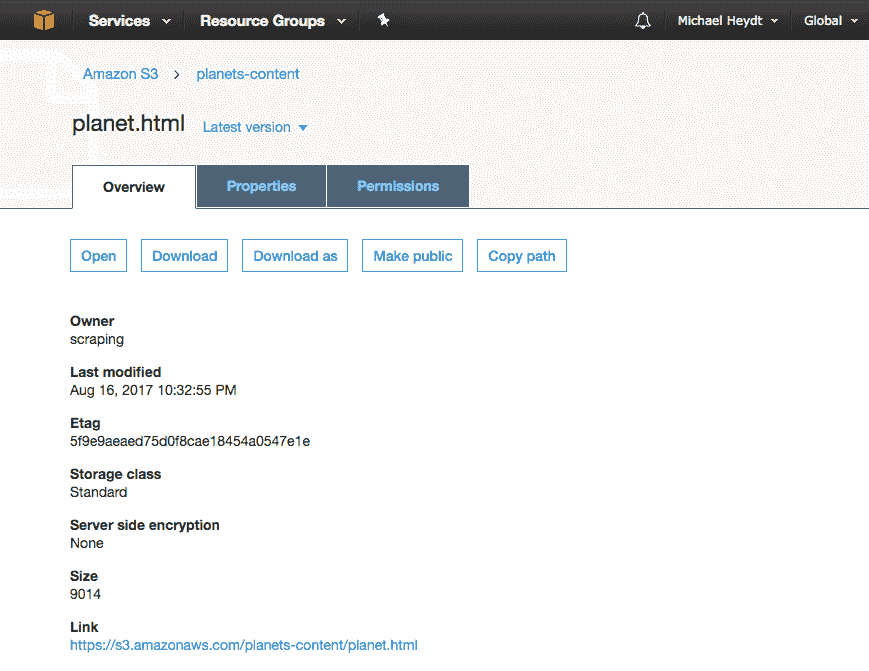 Services Resource Groups Michael Heydt Global
Amazon S3 > planets-content
planet.html Latest version
Overview Properties Permissions
Open Download Download as Make public Copy path
Owner
scraping
Last modified
Aug 16, 2017 10:32:55 PM
Etag
5f9e9aeaed75d0f8cae18454a0547e1e
Storage class
Standard
Server side encryption
None
Size
9014
Link
https://s3.amazonaws.com/planets-content/planet.html